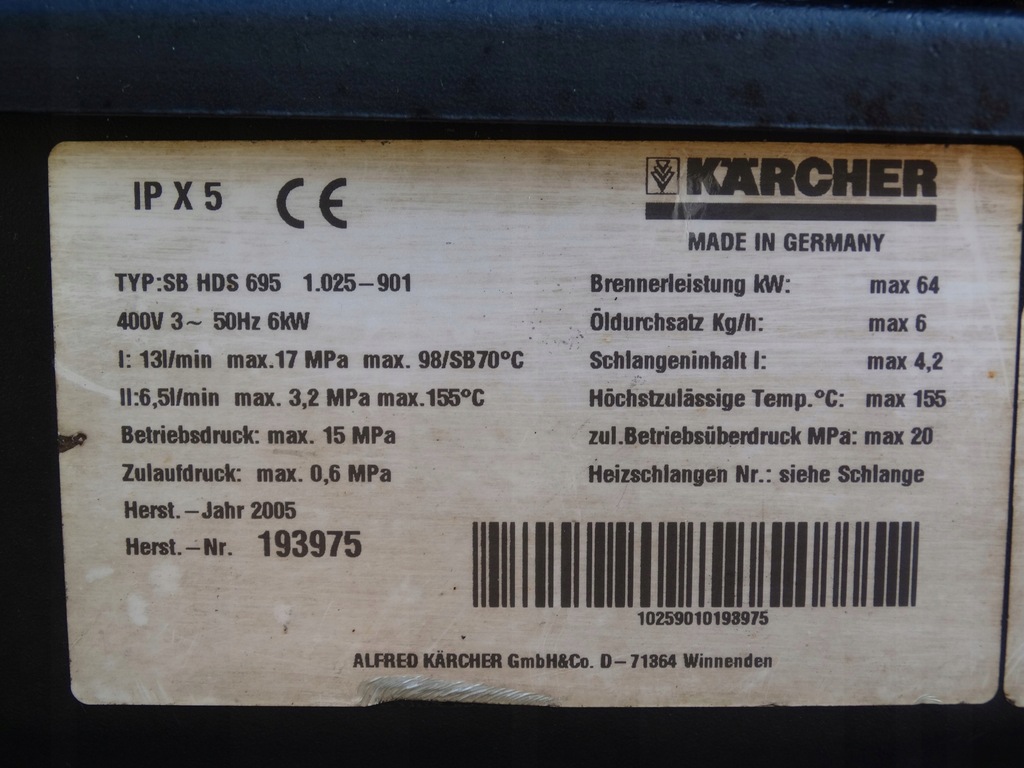 IP X 5 CE
KÄRCHER
MADE IN GERMANY
TYP:SB HDS 695 1.025-901
400V 3~ 50Hz 6kW
I: 13l/min max.17 MPa max. 98/SB70°C
II:6,5l/min max. 3,2 MPa max.155°C
Betriebsdruck: max. 15 MPa
Zulaufdruck: max. 0,6 MPa
Herst.-Jahr 2005
Herst.-Nr. 193975
Brennerleistung kW: max 64
Öldurchsatz Kg/h: max 6
Schlangeninhalt l: max 4,2
Höchstzulässige Temp.°C: max 155
zul.Betriebsüberdruck MPa: max 20
Heizschlangen Nr.: siehe Schlange
10259010193975
ALFRED KÄRCHER GmbH&Co. D-71364 Winnenden